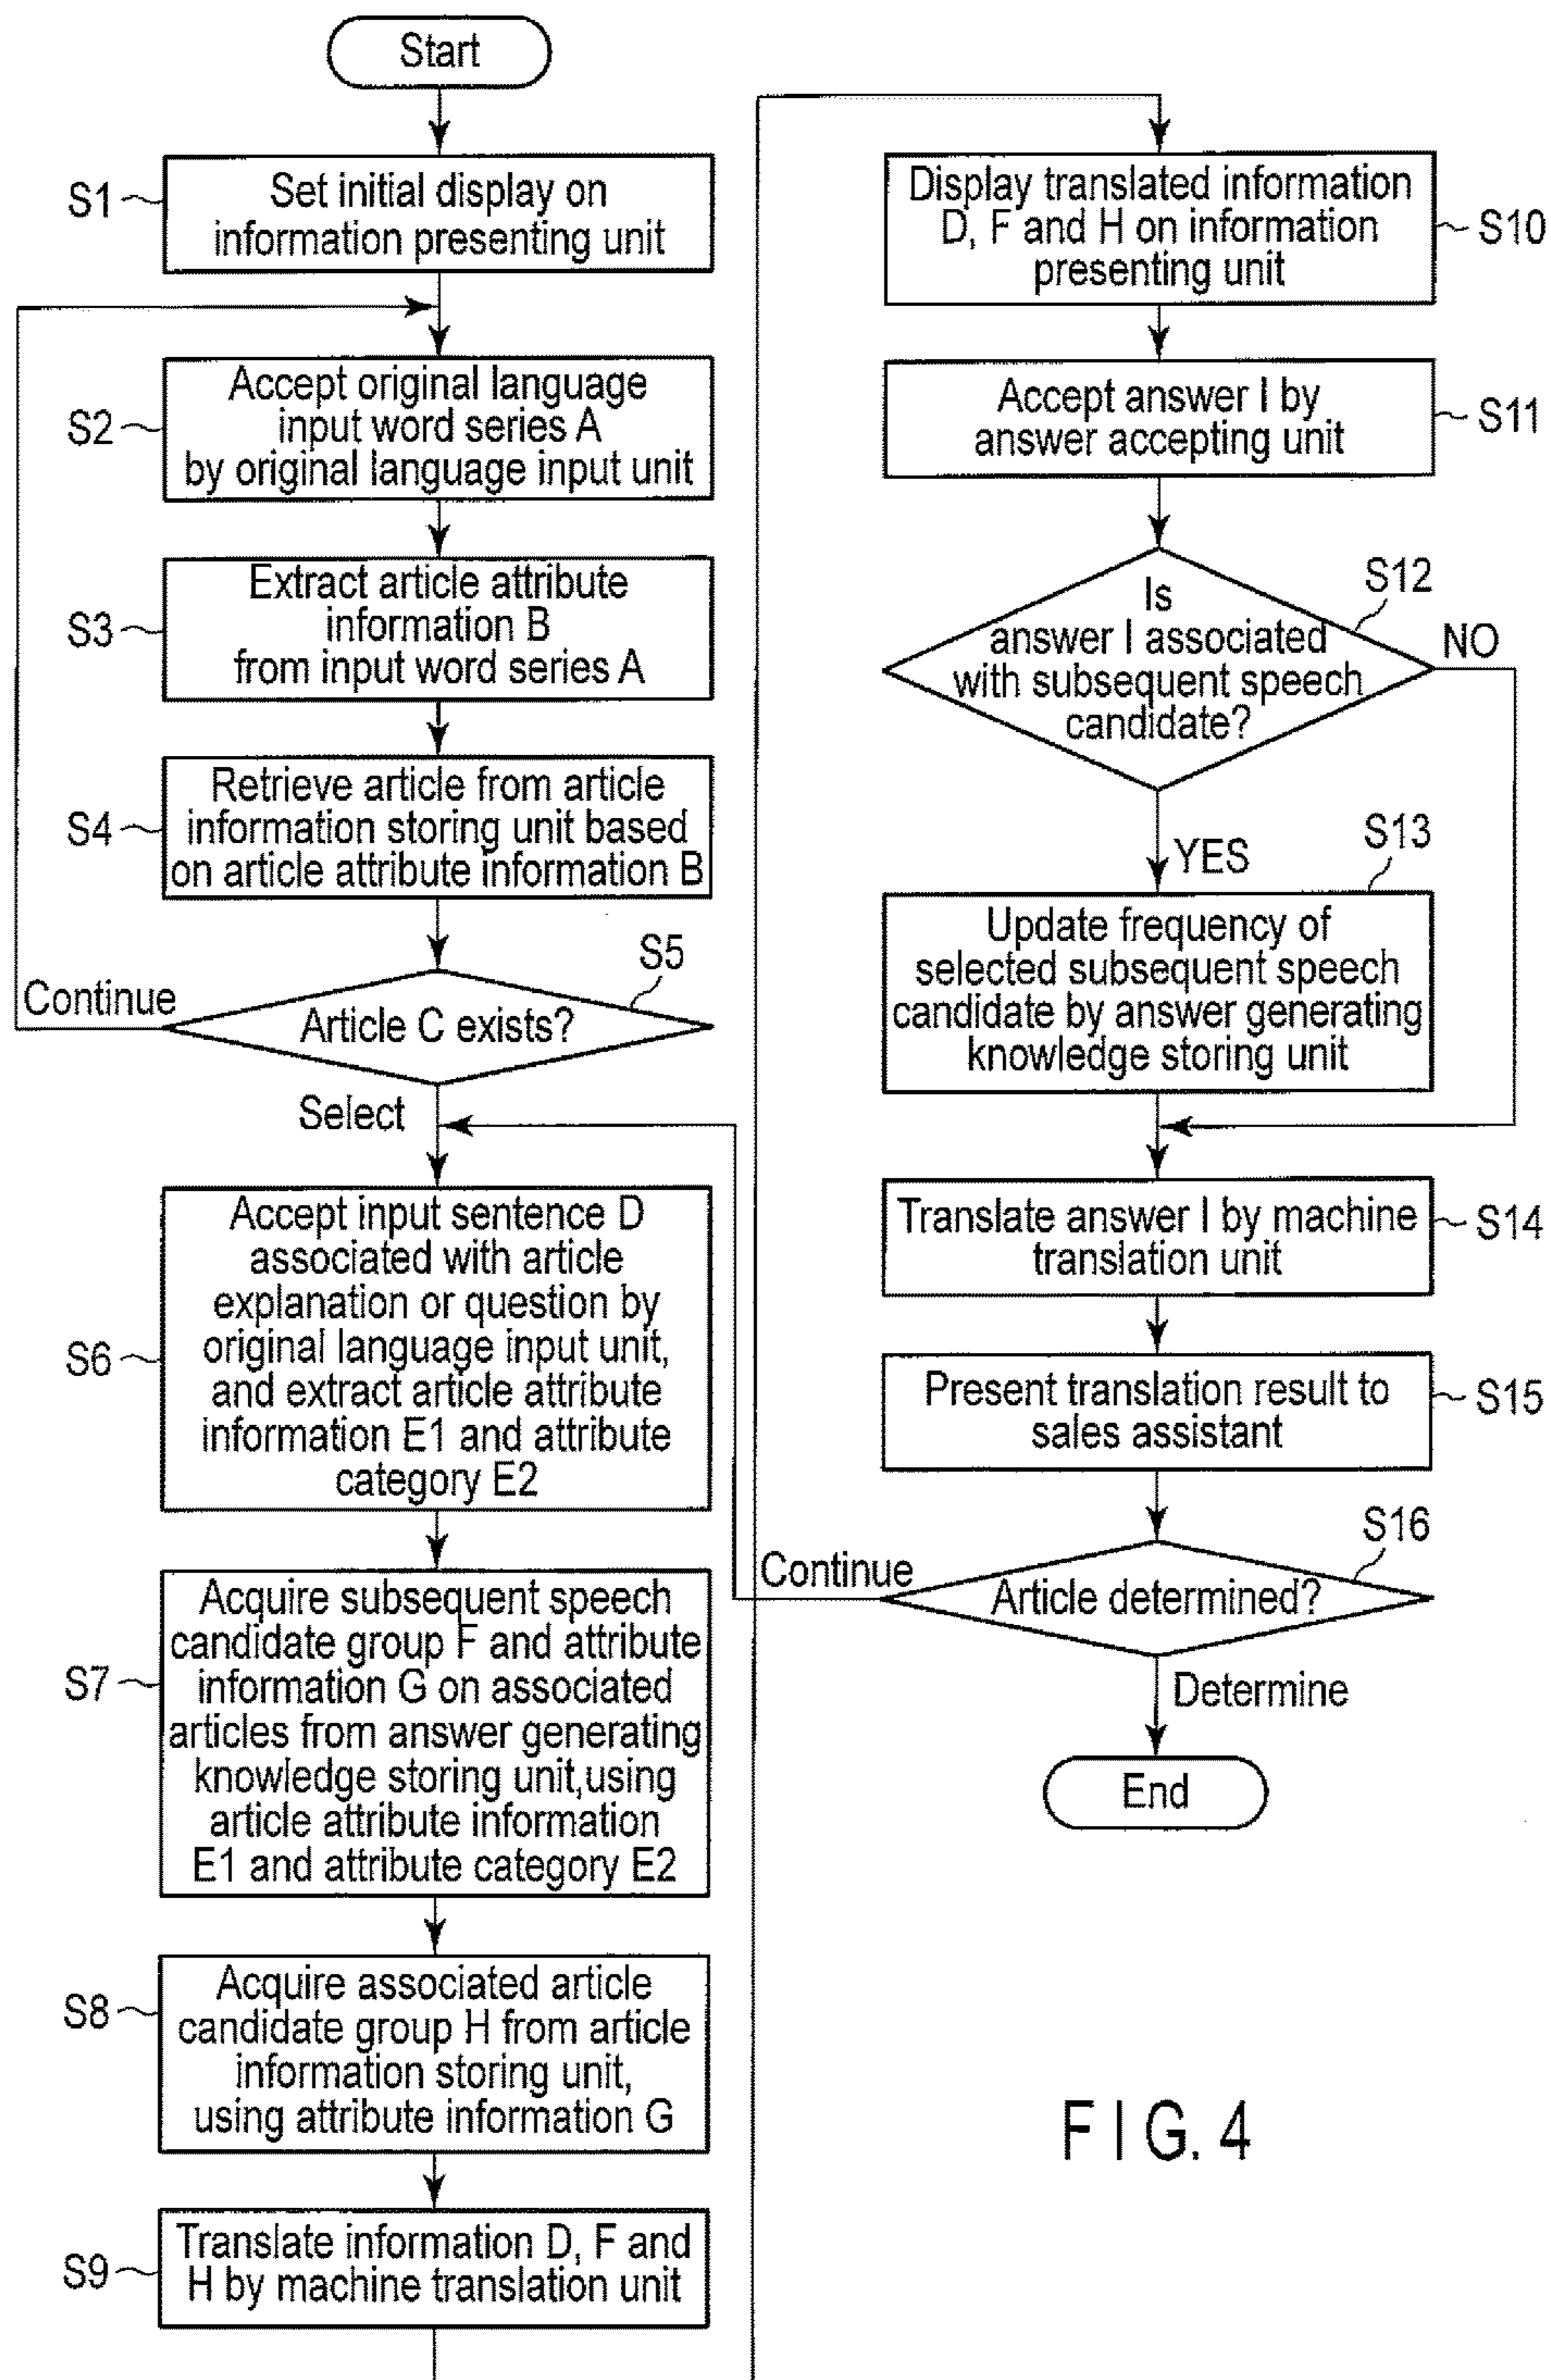 Start
S1
Set initial display on
information presenting unit
S2
Accept original language
input word series A
by original language input unit
S3
Extract article attribute
information B
from input word series A
S4
Retrieve article from article
information storing unit based
on article attribute information B
S5
Continue
Article C exists?
Select
S6
Accept input sentence D
associated with article
explanation or question by
original language input unit,
and extract article attribute
information E1 and attribute
category E2
S7
Acquire subsequent speech
candidate group F and attribute
information G on associated
articles from answer generating
knowledge storing unit,using
article attribute information
E1 and attribute category E2
S8
Acquire associated article
candidate group H from article
information storing unit,
using attribute information G
S9
Translate information D, F and
H by machine translation unit
Display translated information
D, F and H on information
presenting unit
S10
Accept answer I by
answer accepting unit
S11
S12
Is
answer I associated
with subsequent speech
candidate?
NO
YES
S13
Update frequency of
selected subsequent speech
candidate by answer generating
knowledge storing unit
Translate answer I by machine
translation unit
S14
Present translation result to
sales assistant
S15
S16
Continue
Article determined?
Determine
End
FIG. 4